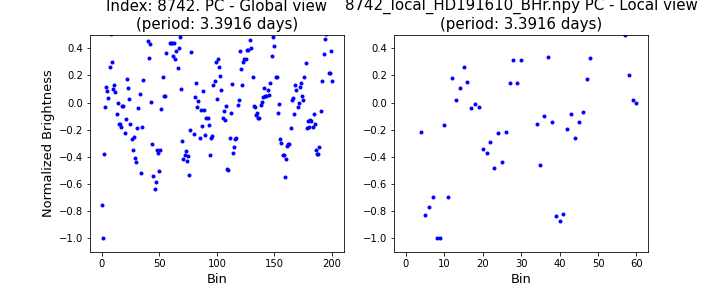 Index: 8742. PC - Global view
(period: 3.3916 days)
8742_local_HD191610_BHr.npy PC - Local view
(period: 3.3916 days)
Normalized Brightness
0.4
0.2
0.0
−0.2
−0.4
−0.6
−0.8
−1.0
0 50 100 150 200
Bin
0.4
0.2
0.0
−0.2
−0.4
−0.6
−0.8
−1.0
0 20 40 60
Bin